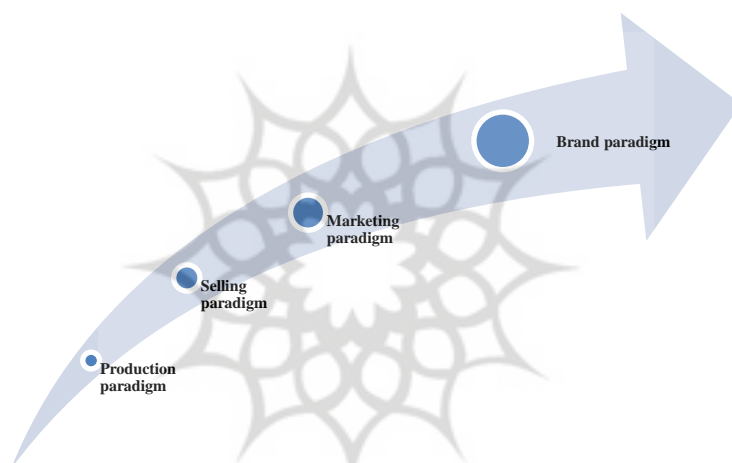 Brand paradigm
Marketing
paradigm
Selling
paradigm
Production
paradigm